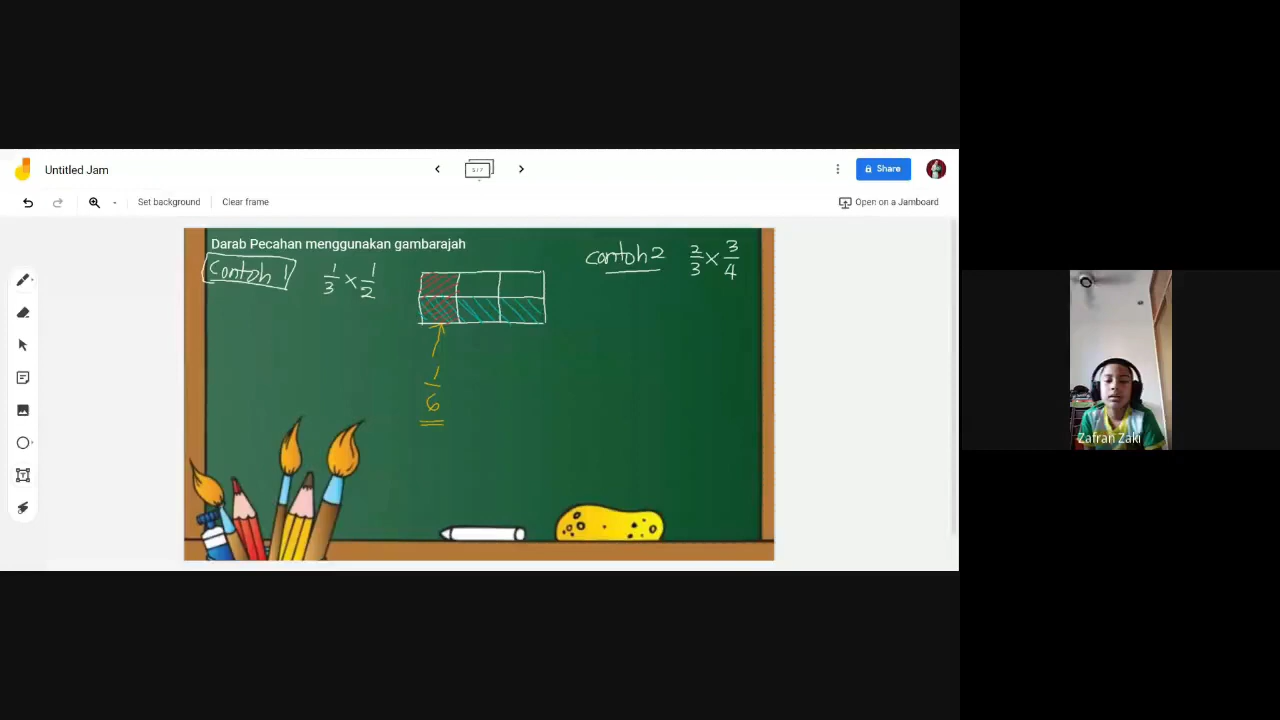 Untitled Jam
Share
Set background
Clear frame
Open on a Jamboard
Darab Pecahan menggunakan gambarajah
Contoh 1
1/3 × 1/2
1/6
contoh 2
2/3 × 3/4
Zafran Zaki